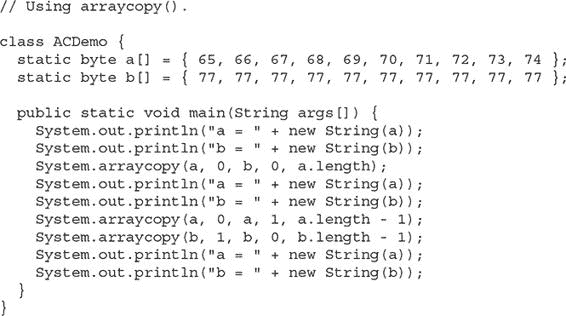 // Using arraycopy().

class ACDemo {
  static byte a[] = { 65, 66, 67, 68, 69, 70, 71, 72, 73, 74 };
  static byte b[] = { 77, 77, 77, 77, 77, 77, 77, 77, 77, 77 };

  public static void main(String args[]) {
    System.out.println("a = " + new String(a));
    System.out.println("b = " + new String(b));
    System.arraycopy(a, 0, b, 0, a.length);
    System.out.println("a = " + new String(a));
    System.out.println("b = " + new String(b));
    System.arraycopy(a, 0, a, 1, a.length - 1);
    System.arraycopy(b, 1, b, 0, b.length - 1);
    System.out.println("a = " + new String(a));
    System.out.println("b = " + new String(b));
  }
}